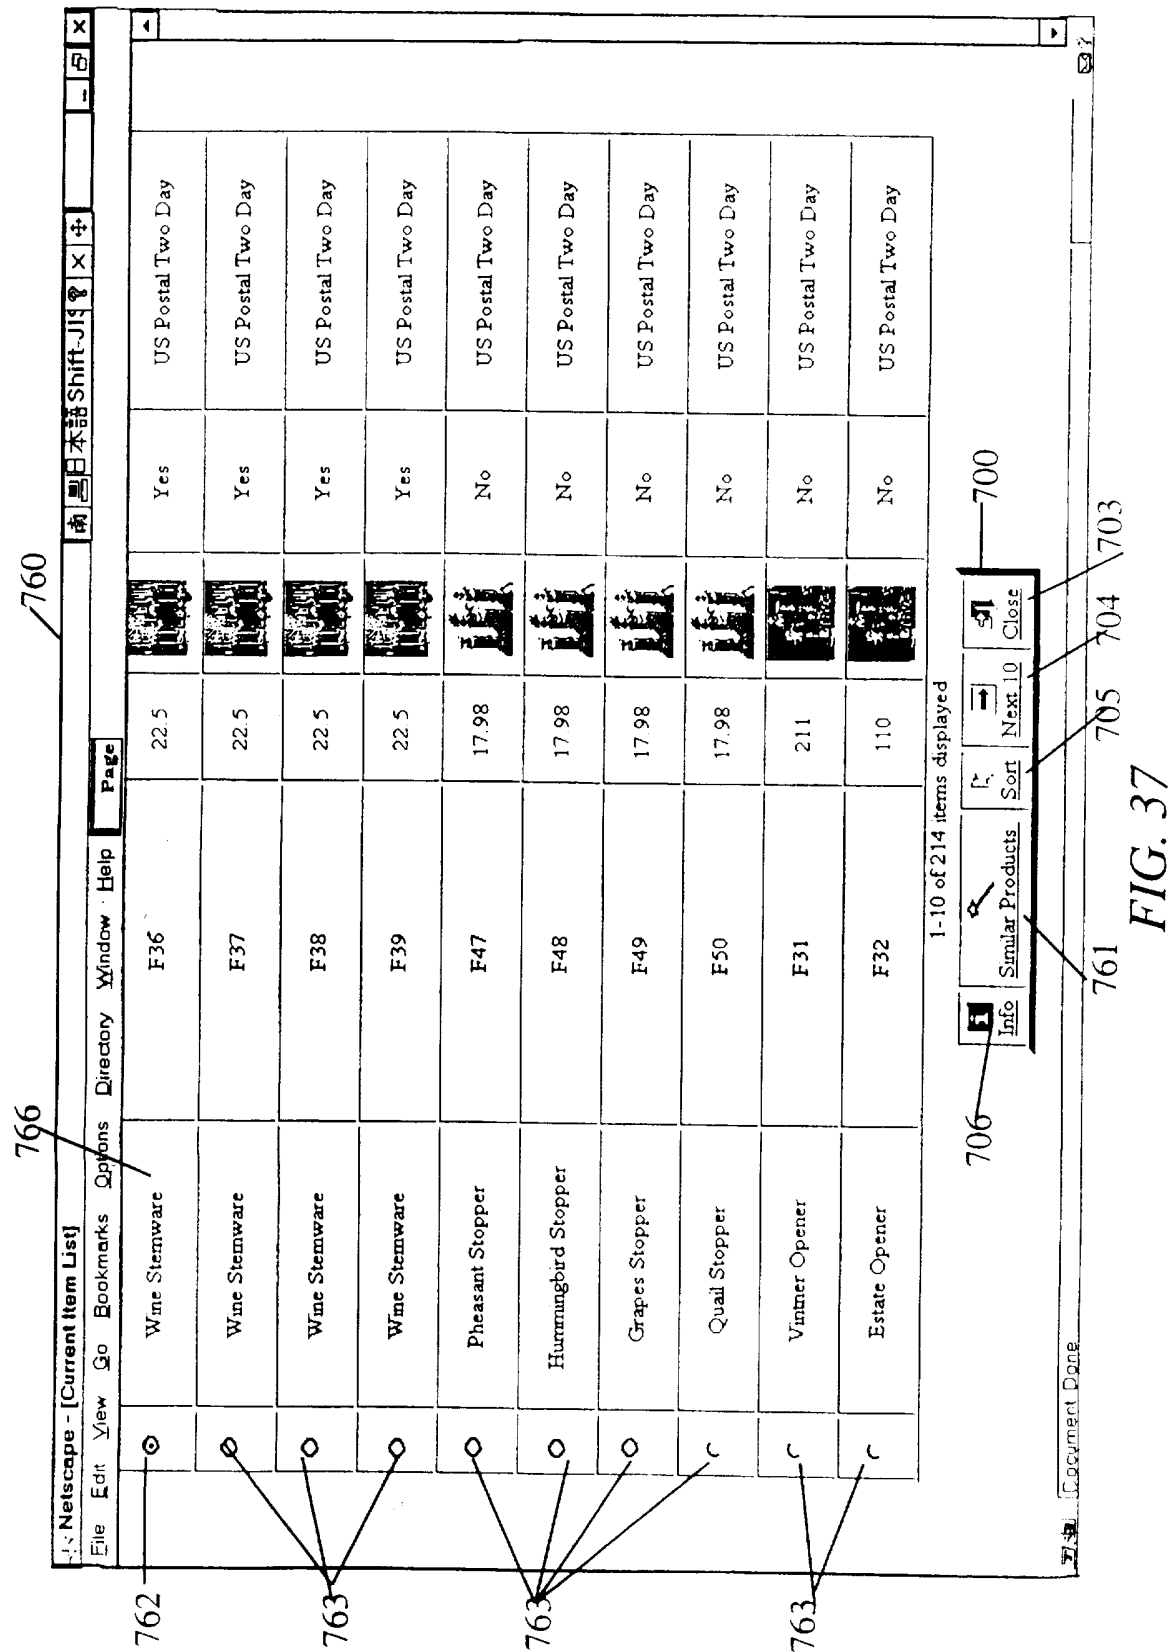 760
766
Netscape - [Current Item List]
南 日本語 Shift-JIS ?
File Edit View Go Bookmarks Options Directory Window Help Page
Wine Stemware F36 22.5 Yes US Postal Two Day
Wine Stemware F37 22.5 Yes US Postal Two Day
Wine Stemware F38 22.5 Yes US Postal Two Day
Wine Stemware F39 22.5 Yes US Postal Two Day
Pheasant Stopper F47 17.98 No US Postal Two Day
Hummingbird Stopper F48 17.98 No US Postal Two Day
Grapes Stopper F49 17.98 No US Postal Two Day
Quail Stopper F50 17.98 No US Postal Two Day
Vintner Opener F31 211 No US Postal Two Day
Estate Opener F32 110 No US Postal Two Day
762
763
763
763
1-10 of 214 items displayed
Info Similar Products Sort Next 10 Close
700
706
Document Done
761
705
704
703
FIG. 37